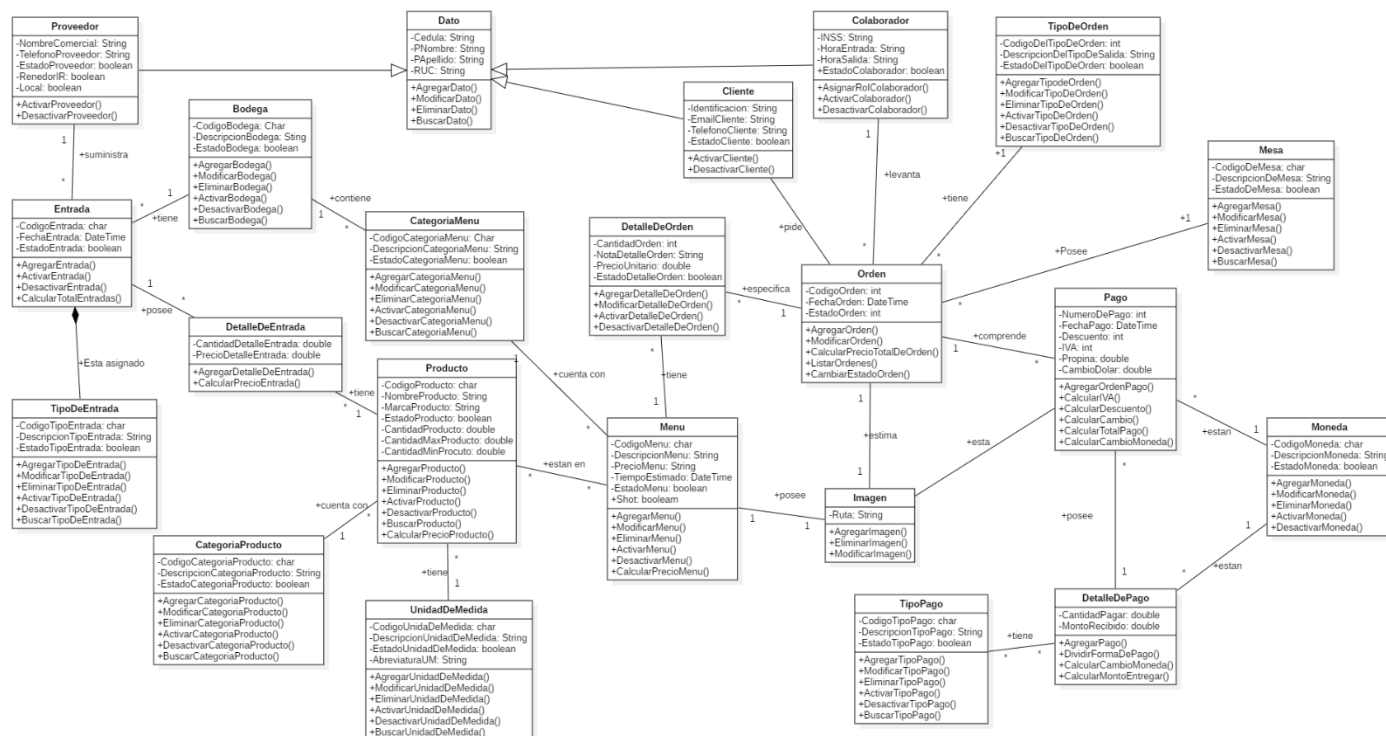 Proveedor
-NombreComercial: String
-TelefonoProveedor: String
-EstadoProveedor: boolean
-RenedorIR: boolean
-Local: boolean
+ActivarProveedor()
+DesactivarProveedor()
1
+suministra
*
Dato
-Cedula: String
-PNombre: String
-PApellido: String
-RUC: String
+AgregarDato()
+ModificarDato()
+EliminarDato()
+BuscarDato()
Colaborador
-INSS: String
-HoraEntrada: String
-HoraSalida: String
+EstadoColaborador: boolean
+AsignarRolColaborador()
+ActivarColaborador()
+DesactivarColaborador()
1
+levanta
*
TipoDeOrden
-CodigoDelTipoDeOrden: int
-DescripcionDelTipoDeSalida: String
-EstadoDelTipoDeOrden: boolean
+AgregarTipodeOrden()
+ModificarTipoDeOrden()
+EliminarTipoDeOrden()
+ActivarTipoDeOrden()
+DesactivarTipoDeOrden()
+BuscarTipoDeOrden()
+1
+tiene
*
Cliente
-Identificacion: String
-EmailCliente: String
-TelefonoCliente: String
-EstadoCliente: boolean
+ActivarCliente()
+DesactivarCliente()
+pide
Bodega
-CodigoBodega: Char
-DescripcionBodega: Sting
-EstadoBodega: boolean
+AgregarBodega()
+ModificarBodega()
+EliminarBodega()
+ActivarBodega()
+DesactivarBodega()
+BuscarBodega()
1
*
+tiene
+contiene
1
*
Mesa
-CodigoDeMesa: char
-DescripcionDeMesa: String
-EstadoDeMesa: boolean
+AgregarMesa()
+ModificarMesa()
+EliminarMesa()
+ActivarMesa()
+DesactivarMesa()
+BuscarMesa()
+1
+Posee
*
Entrada
-CodigoEntrada: char
-FechaEntrada: DateTime
-EstadoEntrada: boolean
+AgregarEntrada()
+ActivarEntrada()
+DesactivarEntrada()
+CalcularTotalEntradas()
1
+posee
*
+Esta asignado
CategoriaMenu
-CodigoCategoriaMenu: Char
-DescripcionCategoriaMenu: String
-EstadoCategoriaMenu: boolean
+AgregarCategoriaMenu()
+ModificarCategoriaMenu()
+EliminarCategoriaMenu()
+ActivarCategoriaMenu()
+DesactivarCategoriaMenu()
+BuscarCategoriaMenu()
1
+cuenta con
*
DetalleDeOrden
-CantidadOrden: int
-NotaDetalleOrden: String
-PrecioUnitario: double
-EstadoDetalleOrden: boolean
+AgregarDetalleDeOrden()
+ModificarDetalleDeOrden()
+ActivarDetalleDeOrden()
+DesactivarDetalleDeOrden()
+especifica
*
1
*
+tiene
1
Orden
-CodigoOrden: int
-FechaOrden: DateTime
-EstadoOrden: int
+AgregarOrden()
+ModificarOrden()
+CalcularPrecioTotalDeOrden()
+ListarOrdenes()
+CambiarEstadoOrden()
+comprende
1
*
1
+estima
1
Pago
-NumeroDePago: int
-FechaPago: DateTime
-Descuento: int
-IVA: int
-Propina: double
-CambioDolar: double
+AgregarOrdenPago()
+CalcularIVA()
+CalcularDescuento()
+CalcularCambio()
+CalcularTotalPago()
+CalcularCambioMoneda()
*
+estan
1
+esta
*
+posee
1
DetalleDeEntrada
-CantidadDetalleEntrada: double
-PrecioDetalleEntrada: double
+AgregarDetalleDeEntrada()
+CalcularPrecioEntrada()
+tiene
*
1
Producto
-CodigoProducto: char
-NombreProducto: String
-MarcaProducto: String
-EstadoProducto: boolean
-CantidadProducto: double
-CantidadMaxProducto: double
-CantidadMinProcuto: double
+AgregarProducto()
+ModificarProducto()
+EliminarProducto()
+ActivarProducto()
+DesactivarProducto()
+BuscarProducto()
+CalcularPrecioProducto()
*
+estan en
*
TipoDeEntrada
-CodigoTipoEntrada: char
-DescripcionTipoEntrada: String
-EstadoTipoEntrada: boolean
+AgregarTipoDeEntrada()
+ModificarTipoDeEntrada()
+EliminarTipoDeEntrada()
+ActivarTipoDeEntrada()
+DesactivarTipoDeEntrada()
+BuscarTipoDeEntrada()
Menu
-CodigoMenu: char
-DescripcionMenu: String
-PrecioMenu: String
-TiempoEstimado: DateTime
-EstadoMenu: boolean
+Shot: booleam
+AgregarMenu()
+ModificarMenu()
+EliminarMenu()
+ActivarMenu()
+DesactivarMenu()
+CalcularPrecioMenu()
+posee
1
1
Moneda
-CodigoMoneda: char
-DescripcionMoneda: String
-EstadoMoneda: boolean
+AgregarMoneda()
+ModificarMoneda()
+EliminarMoneda()
+ActivarMoneda()
+DesactivarMoneda()
1
+estan
*
Imagen
-Ruta: String
+AgregarImagen()
+EliminarImagen()
+ModificarImagen()
+cuenta con
*
1
CategoriaProducto
-CodigoCategoriaProducto: char
-DescripcionCategoriaProducto: String
-EstadoCategoriaProducto: boolean
+AgregarCategoriaProducto()
+ModificarCategoriaProducto()
+EliminarCategoriaProducto()
+ActivarCategoriaProducto()
+DesactivarCategoriaProducto()
+BuscarCategoriaProducto()
*
+tiene
1
UnidadDeMedida
-CodigoUnidaDeMedida: char
-DescripcionUnidadDeMedida: String
-EstadoUnidadDeMedida: boolean
-AbreviaturaUM: String
+AgregarUnidadDeMedida()
+ModificarUnidadDeMedida()
+EliminarUnidadDeMedida()
+ActivarUnidadDeMedida()
+DesactivarUnidadDeMedida()
+BuscarUnidadDeMedida()
TipoPago
-CodigoTipoPago: char
-DescripcionTipoPago: String
-EstadoTipoPago: boolean
+AgregarTipoPago()
+ModificarTipoPago()
+EliminarTipoPago()
+ActivarTipoPago()
+DesactivarTipoPago()
+BuscarTipoPago()
+tiene
*
*
DetalleDePago
-CantidadPagar: double
-MontoRecibido: double
+AgregarPago()
+DividirFormaDePago()
+CalcularCambioMoneda()
+CalcularMontoEntregar()